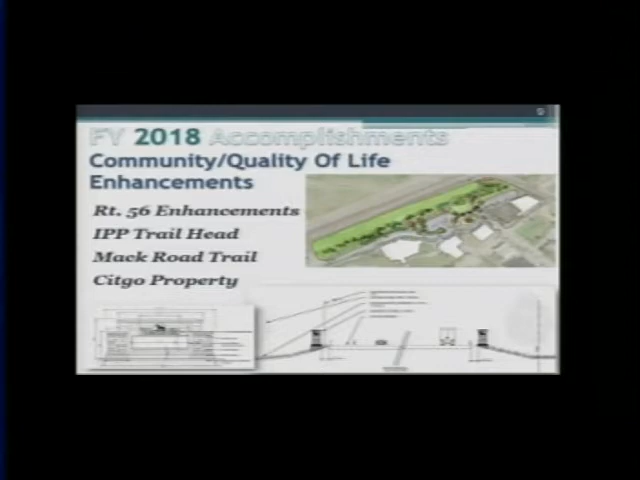 9
FY 2018 Accomplishments
Community/Quality Of Life
Enhancements
Rt. 56 Enhancements
IPP Trail Head
Mack Road Trail
Citgo Property